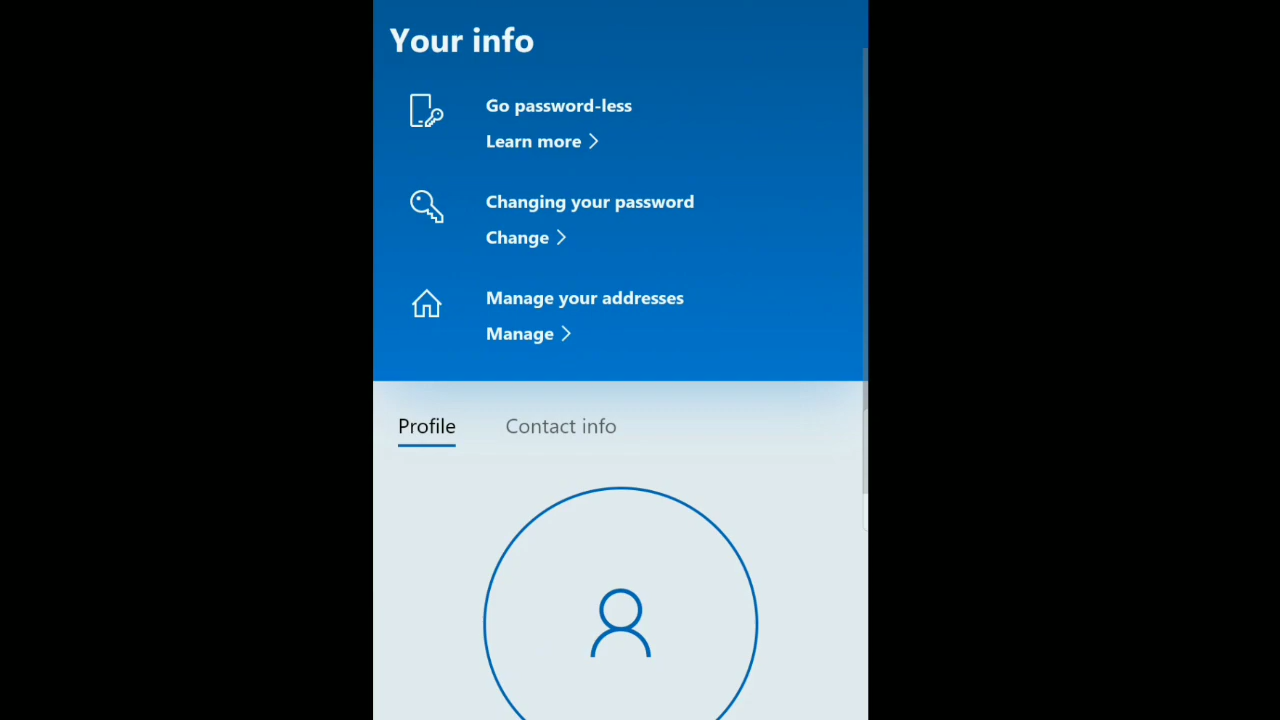 Your info
Go password-less
Learn more
Changing your password
Change
Manage your addresses
Manage
Profile
Contact info